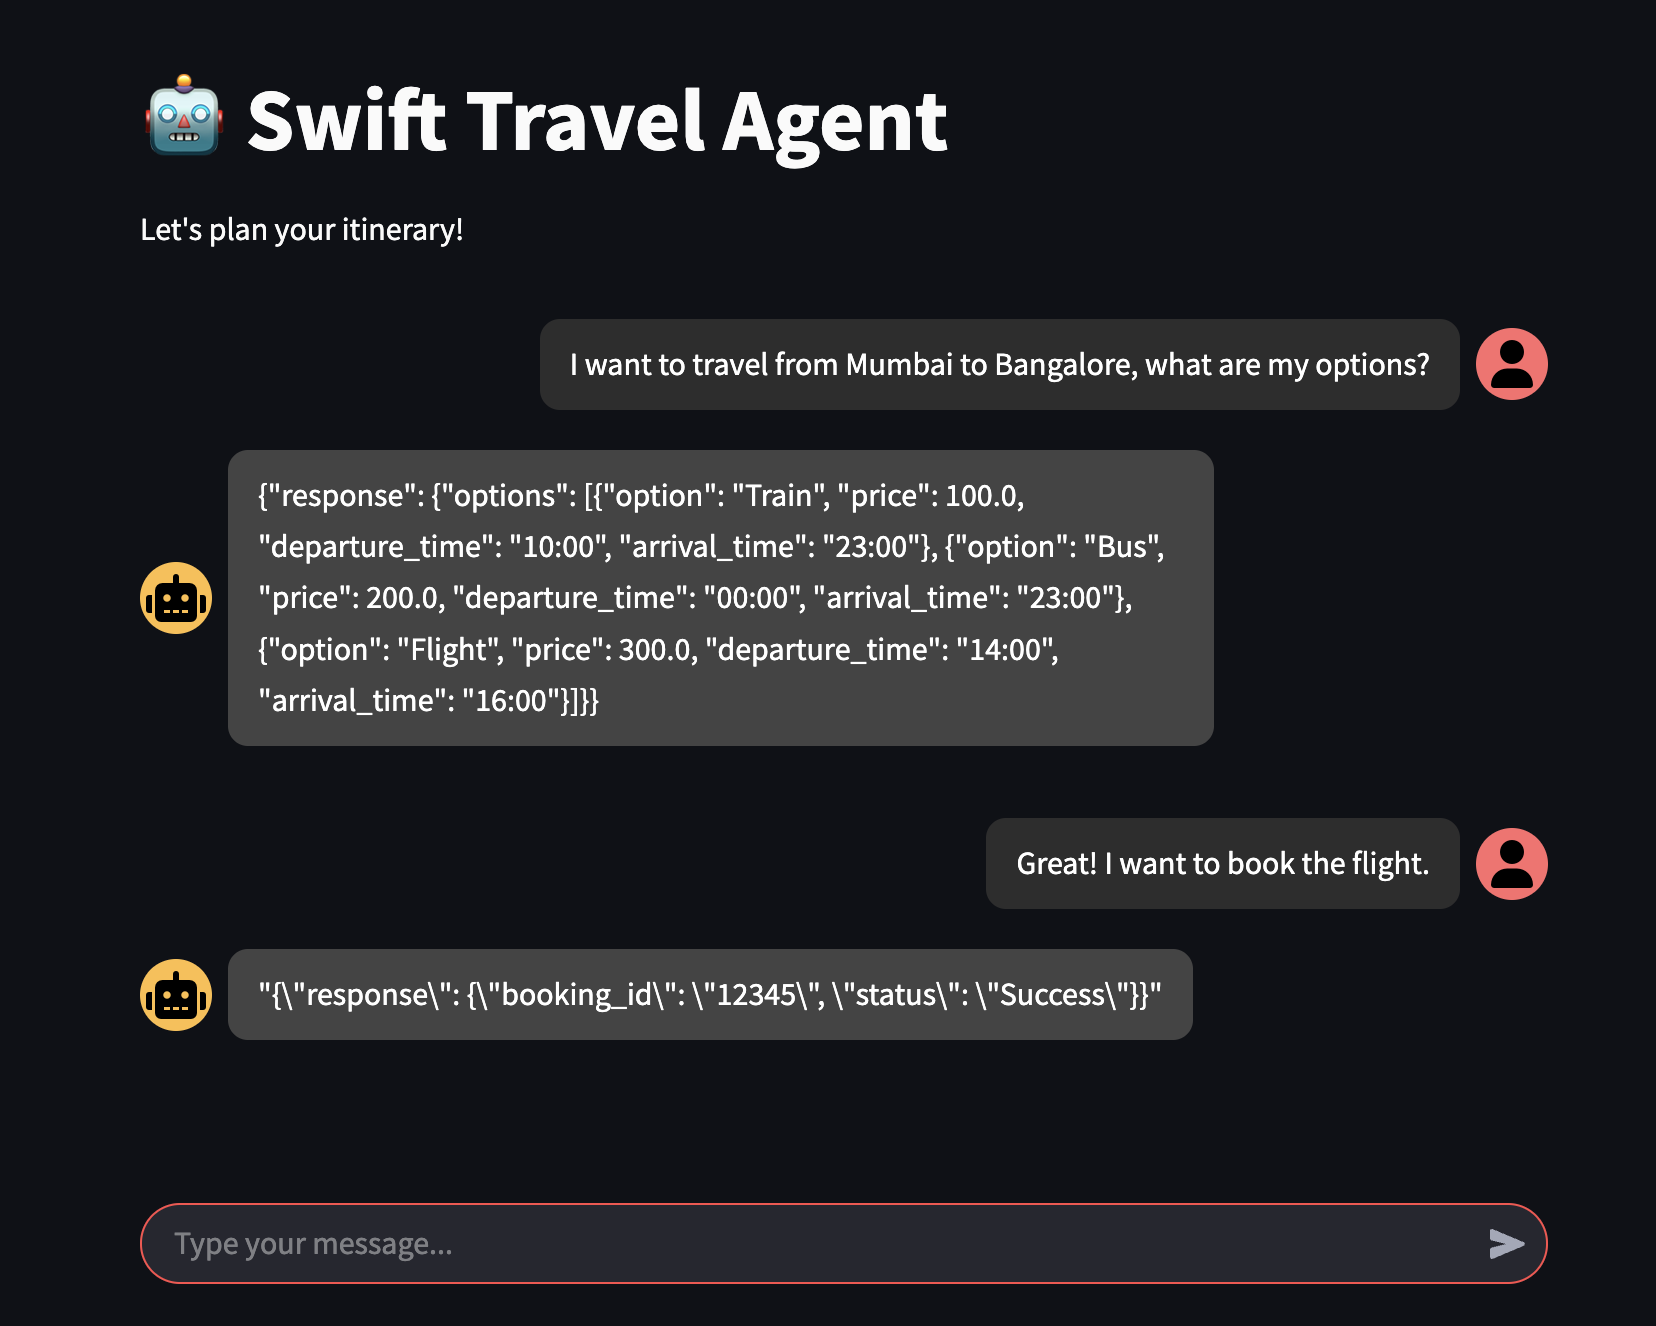 Swift Travel Agent
Let's plan your itinerary!
I want to travel from Mumbai to Bangalore, what are my options?
{"response": {"options": [{"option": "Train", "price": 100.0,
"departure_time": "10:00", "arrival_time": "23:00"}, {"option": "Bus",
"price": 200.0, "departure_time": "00:00", "arrival_time": "23:00"},
{"option": "Flight", "price": 300.0, "departure_time": "14:00",
"arrival_time": "16:00"}]}}
Great! I want to book the flight.
"{\"response\": {\"booking_id\": \"12345\", \"status\": \"Success\"}}"
Type your message...